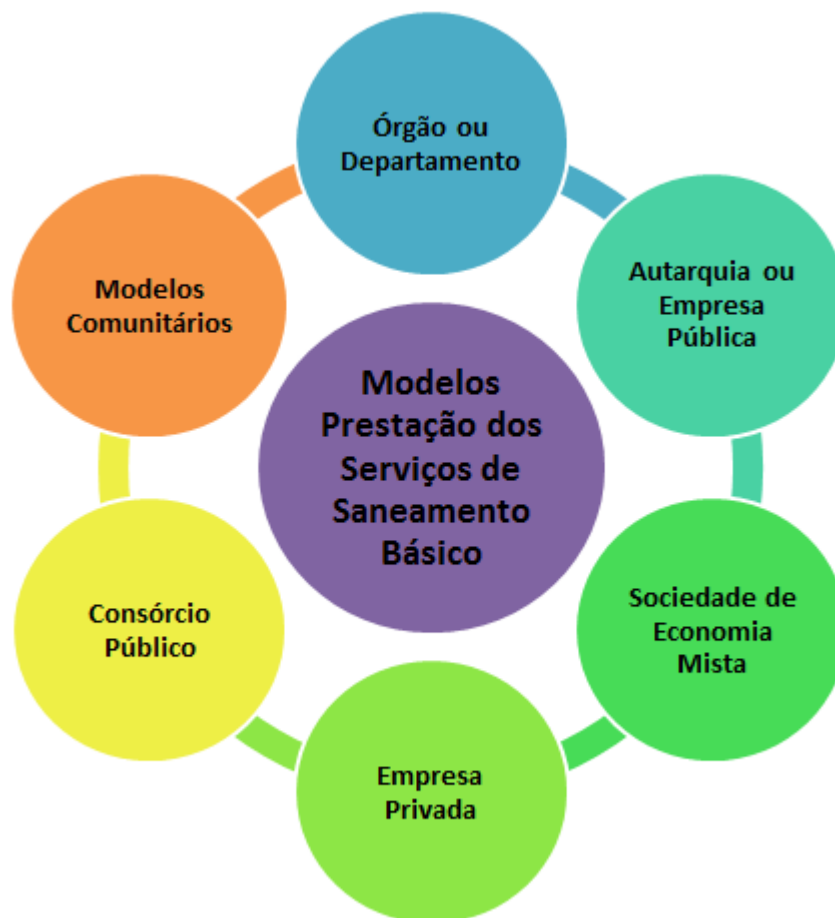 Órgão ou
Departamento
Autarquia ou
Empresa
Pública
Sociedade de
Economia
Mista
Empresa
Privada
Consórcio
Público
Modelos
Comunitários
Modelos
Prestação dos
Serviços de
Saneamento
Básico